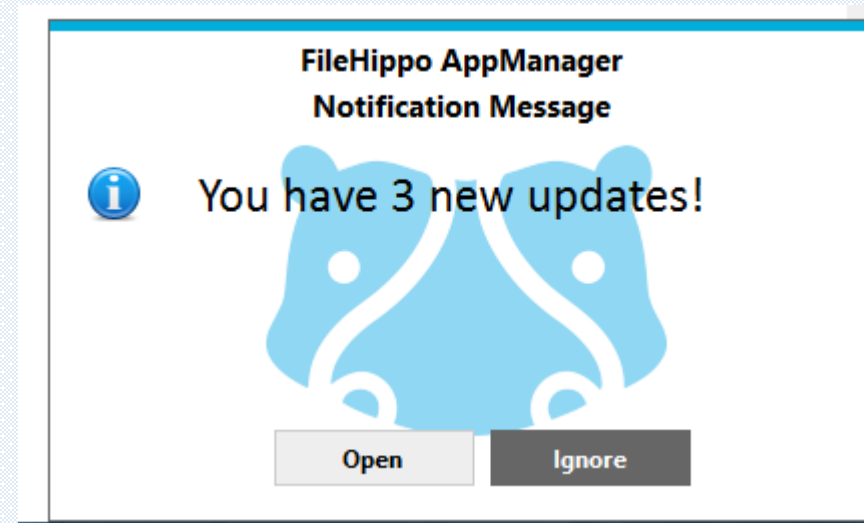 FileHippo AppManager
Notification Message
You have 3 new updates!
Open
Ignore